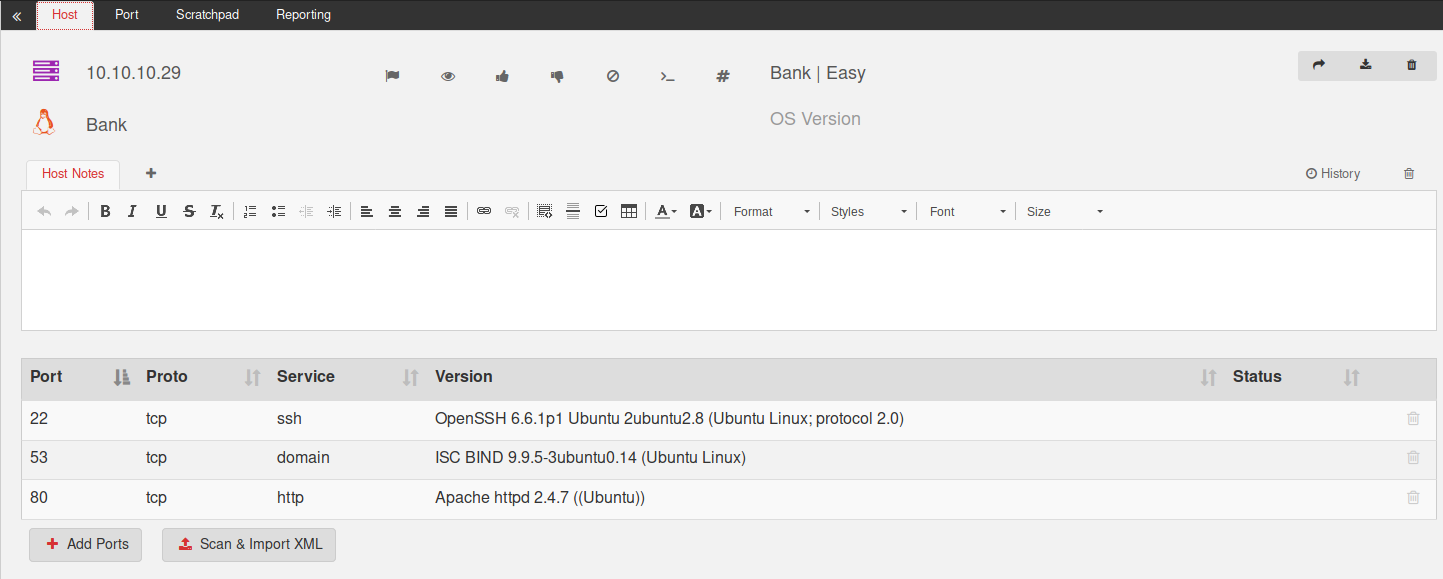 « Host Port Scratchpad Reporting
10.10.10.29 Bank | Easy
Bank OS Version
Host Notes + History
B I U S Tx A A Format Styles Font Size
Port Proto Service Version Status
22 tcp ssh OpenSSH 6.6.1p1 Ubuntu 2ubuntu2.8 (Ubuntu Linux; protocol 2.0)
53 tcp domain ISC BIND 9.9.5-3ubuntu0.14 (Ubuntu Linux)
80 tcp http Apache httpd 2.4.7 ((Ubuntu))
+ Add Ports Scan & Import XML